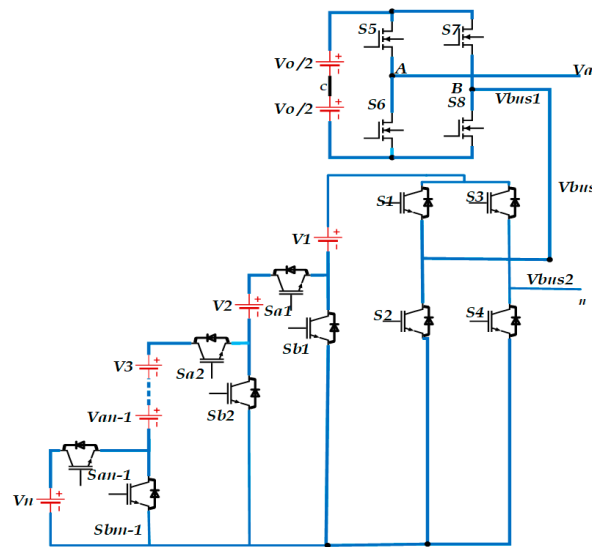 S5
S7
Vo/2
A
Va
c
B
Vo/2
S6
S8
Vbus1
Vbus
S1
S3
V1
Sa1
Vbus2
n
V2
S2
S4
Sb1
V3
Sa2
Sb2
Van-1
San-1
Vn
Sbm-1